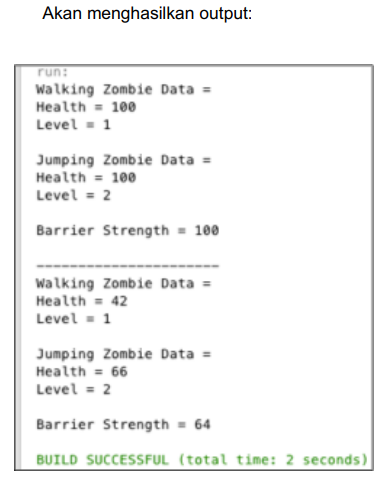 Akan menghasilkan output:
run:
Walking Zombie Data =
Health = 100
Level = 1
Jumping Zombie Data =
Health = 100
Level = 2
Barrier Strength = 100
-----------------------
Walking Zombie Data =
Health = 42
Level = 1
Jumping Zombie Data =
Health = 66
Level = 2
Barrier Strength = 64
BUILD SUCCESSFUL (total time: 2 seconds)